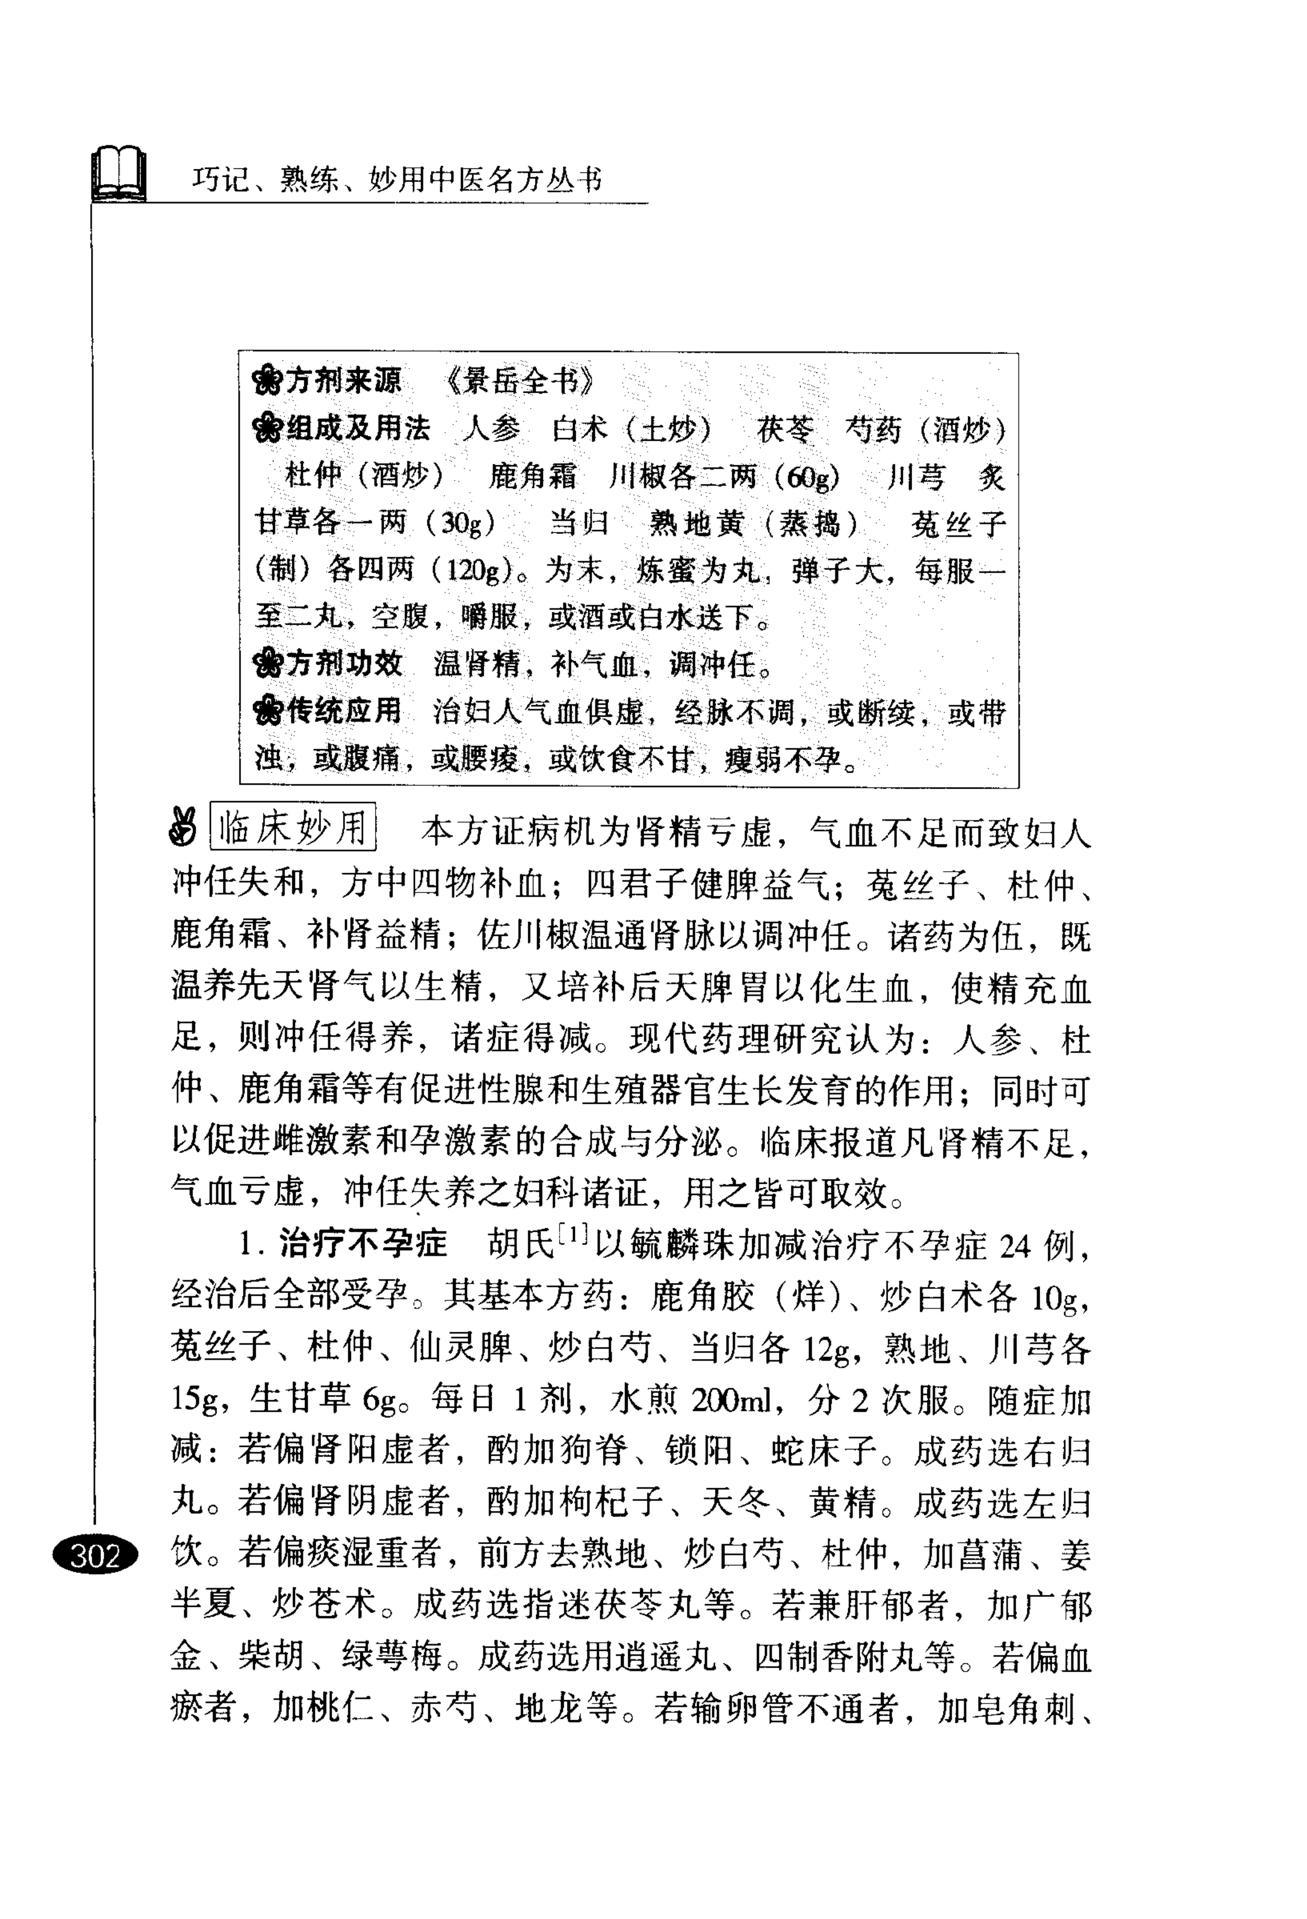 巧记、熟练、妙用中医名方丛书
方剂来源 《景岳全书》
组成及用法 人参 白术（土炒） 茯苓 芍药（酒炒）
杜仲（酒炒） 鹿角霜 川椒各二两（60g） 川芎 炙
甘草各一两（30g） 当归 熟地黄（蒸捣） 菟丝子
（制）各四两（120g）。为末，炼蜜为丸，弹子大，每服一
至二丸，空腹，嚼服，或酒或白水送下。
方剂功效 温肾精，补气血，调冲任。
传统应用 治妇人气血俱虚，经脉不调，或断续，或带
浊，或腹痛，或腰痠，或饮食不甘，瘦弱不孕。
临床妙用 本方证病机为肾精亏虚，气血不足而致妇人
冲任失和，方中四物补血；四君子健脾益气；菟丝子、杜仲、
鹿角霜、补肾益精；佐川椒温通肾脉以调冲任。诸药为伍，既
温养先天肾气以生精，又培补后天脾胃以化生血，使精充血
足，则冲任得养，诸症得减。现代药理研究认为：人参、杜
仲、鹿角霜等有促进性腺和生殖器官生长发育的作用；同时可
以促进雌激素和孕激素的合成与分泌。临床报道凡肾精不足，
气血亏虚，冲任失养之妇科诸证，用之皆可取效。
1. 治疗不孕症 胡氏[1]以毓麟珠加减治疗不孕症 24 例，
经治后全部受孕。其基本方药：鹿角胶（烊）、炒白术各 10g，
菟丝子、杜仲、仙灵脾、炒白芍、当归各 12g，熟地、川芎各
15g，生甘草 6g。每日 1 剂，水煎 200ml，分 2 次服。随症加
减：若偏肾阳虚者，酌加狗脊、锁阳、蛇床子。成药选右归
丸。若偏肾阴虚者，酌加枸杞子、天冬、黄精。成药选左归
饮。若偏痰湿重者，前方去熟地、炒白芍、杜仲，加菖蒲、姜
半夏、炒苍术。成药选指迷茯苓丸等。若兼肝郁者，加广郁
金、柴胡、绿萼梅。成药选用逍遥丸、四制香附丸等。若偏血
瘀者，加桃仁、赤芍、地龙等。若输卵管不通者，加皂角刺、
302